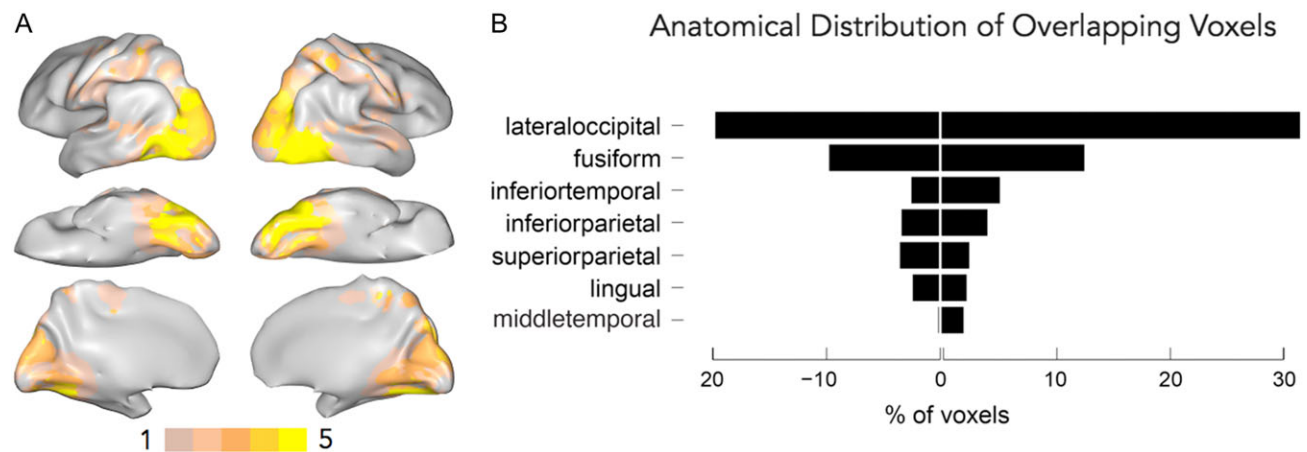 A
B
Anatomical Distribution of Overlapping Voxels
lateraloccipital
fusiform
inferiortemporal
inferiorparietal
superiorparietal
lingual
middletemporal
20 −10 0 10 20 30
% of voxels
1 5